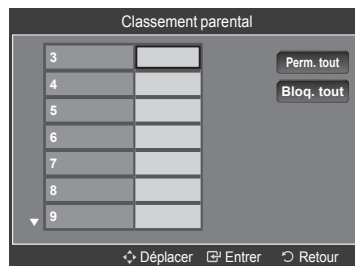 Classement parental
3
Perm. tout
4
Bloq. tout
5
6
7
8
9
Déplacer Entrer Retour